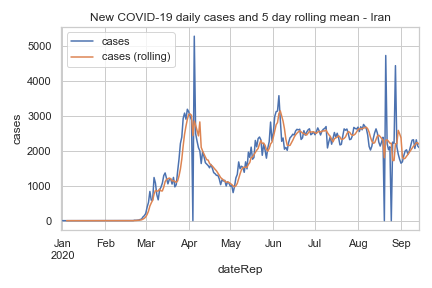 New COVID-19 daily cases and 5 day rolling mean - Iran
cases
cases (rolling)
5000
4000
3000
2000
1000
0
cases
Jan Feb Mar Apr May Jun Jul Aug Sep
2020
dateRep